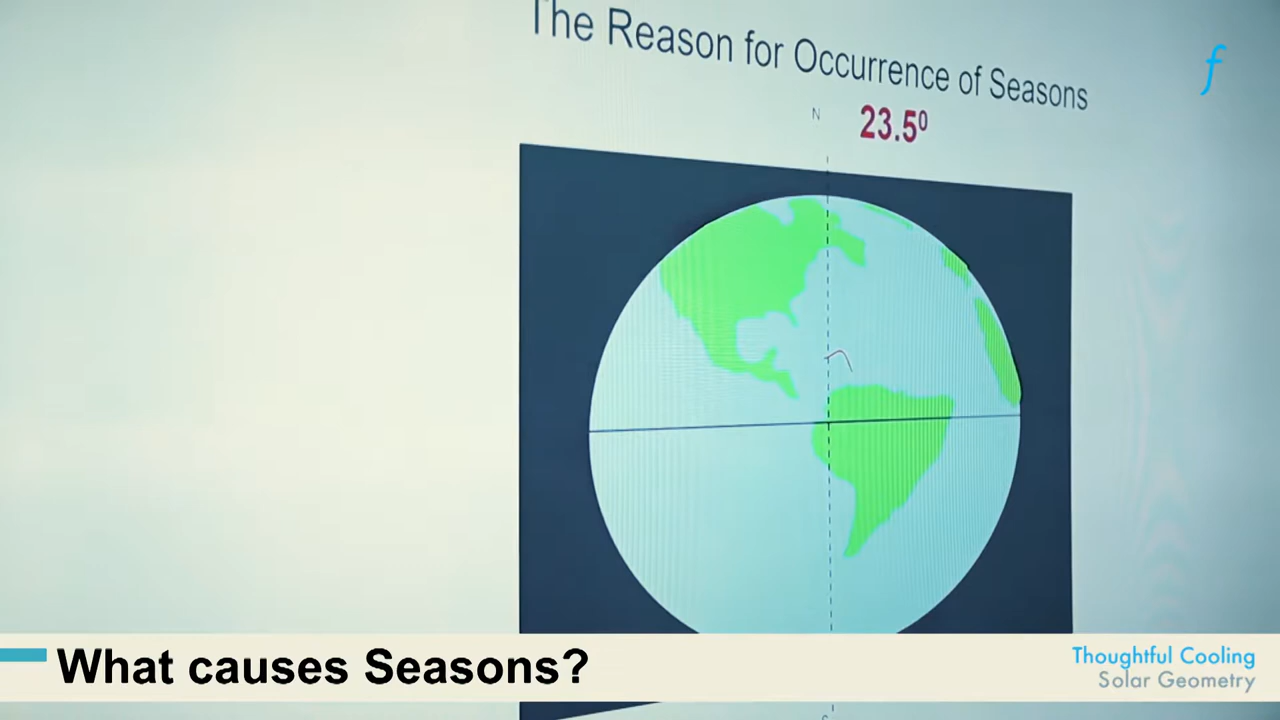 The Reason for Occurrence of Seasons
N
23.5⁰
f
What causes Seasons?
Thoughtful Cooling
Solar Geometry